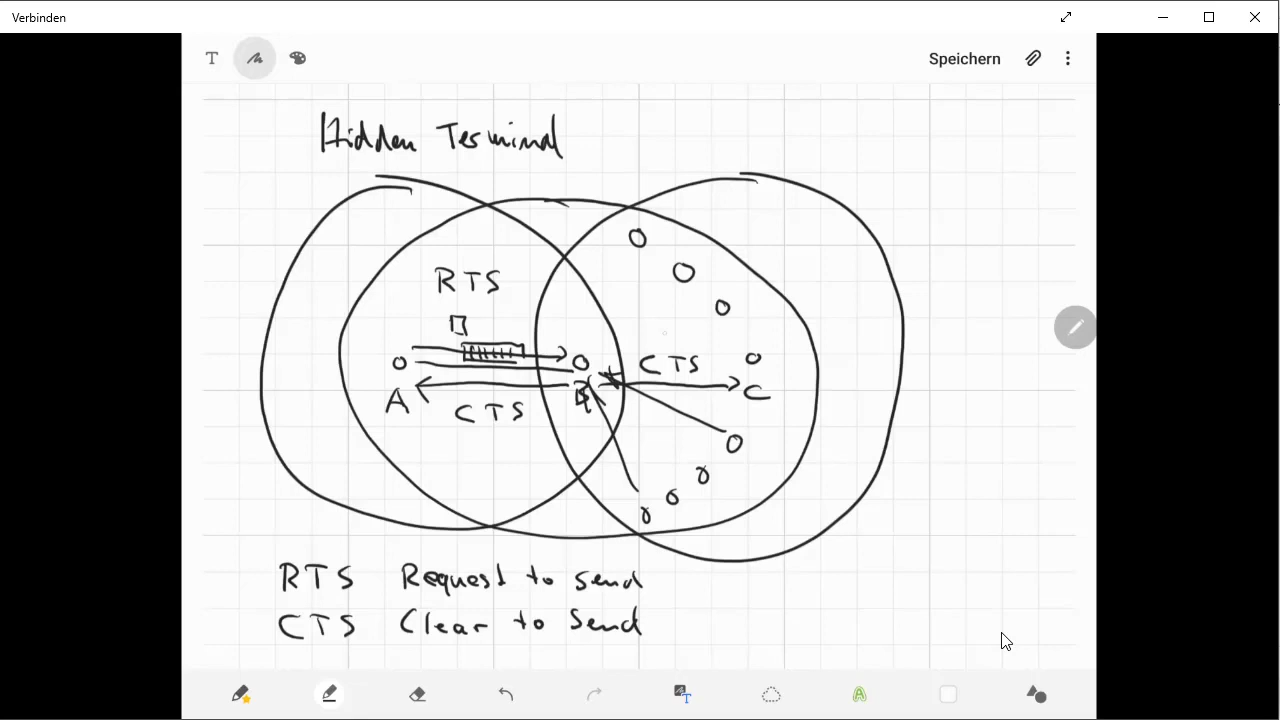 Verbinden
T
Speichern
Hidden Terminal
RTS
CTS
A
B
C
CTS
RTS Request to send
CTS Clear to Send